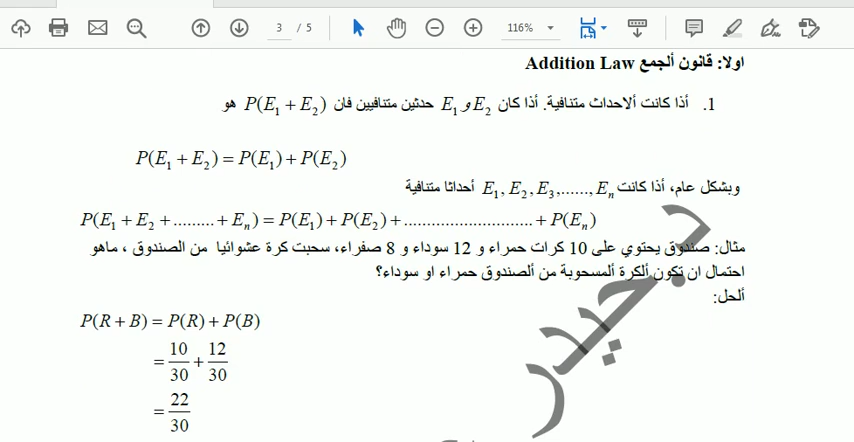 3 / 5
116%
اولا: قانون ألجمع Addition Law
1. أذا كانت ألاحداث متنافية. أذا كان E₁ و E₂ حدثين متنافيين فان P(E₁ + E₂) هو
P(E₁ + E₂) = P(E₁) + P(E₂)
وبشكل عام، أذا كانت E₁, E₂, E₃,......, Eₙ أحداثا متنافية
P(E₁ + E₂ + ......... + Eₙ) = P(E₁) + P(E₂) + ............................ + P(Eₙ)
مثال: صندوق يحتوي على 10 كرات حمراء و 12 سوداء و 8 صفراء، سحبت كرة عشوائيا من الصندوق ، ماهو
احتمال ان تكون ألكرة ألمسحوبة من ألصندوق حمراء او سوداء؟
ألحل:
P(R + B) = P(R) + P(B)
= 10/30 + 12/30
= 22/30